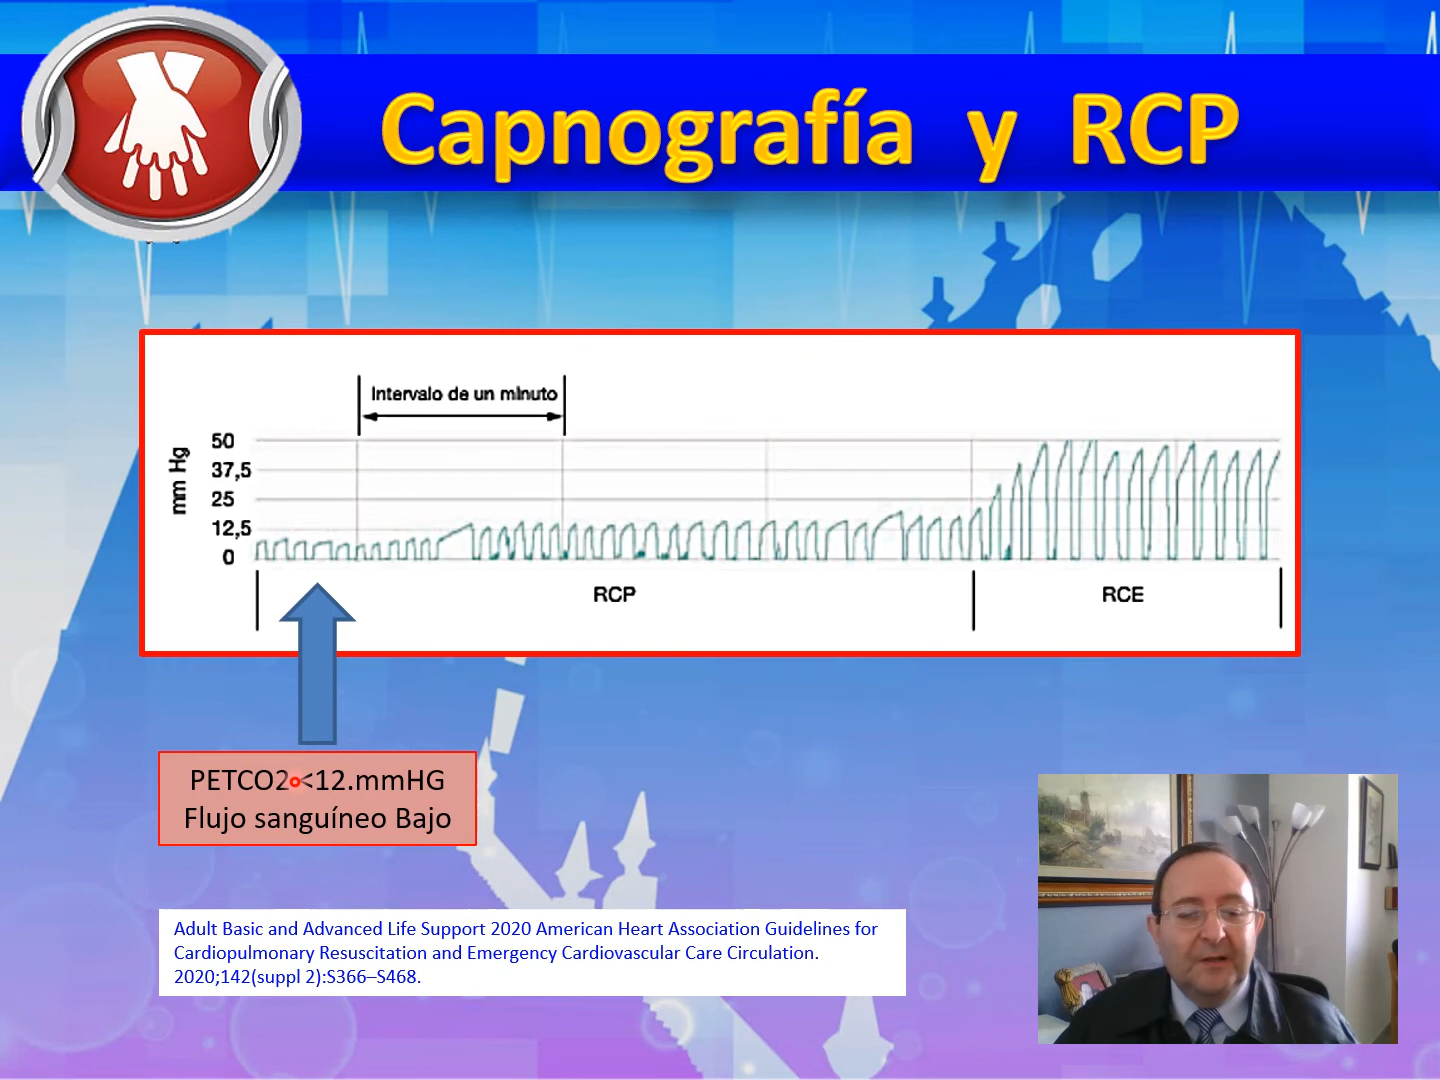 Capnografía y RCP
Intervalo de un minuto
mm Hg
50
37,5
25
12,5
0
RCP
RCE
PETCO2 <12.mmHG
Flujo sanguíneo Bajo
Adult Basic and Advanced Life Support 2020 American Heart Association Guidelines for
Cardiopulmonary Resuscitation and Emergency Cardiovascular Care Circulation.
2020;142(suppl 2):S366–S468.